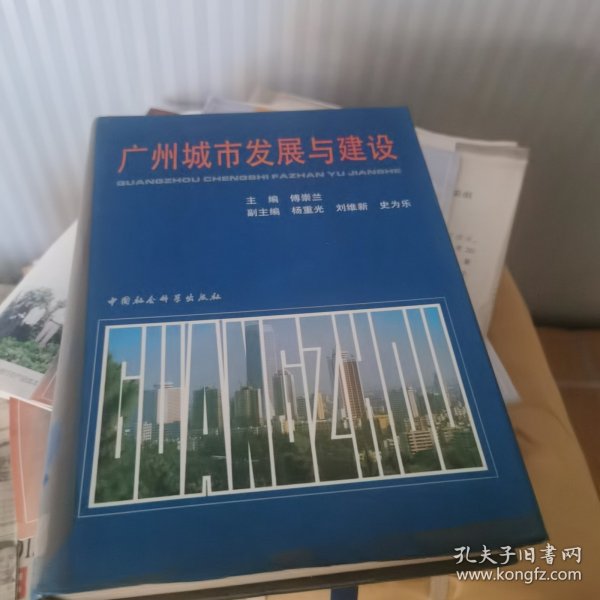 广州城市发展与建设
GUANGZHOU CHENGSHI FAZHAN YU JIANSHE
主 编 傅崇兰
副主编 杨重光 刘维新 史为乐
中国社会科学出版社
GUANGZHOU
孔夫子旧书网
www.kongfz.com